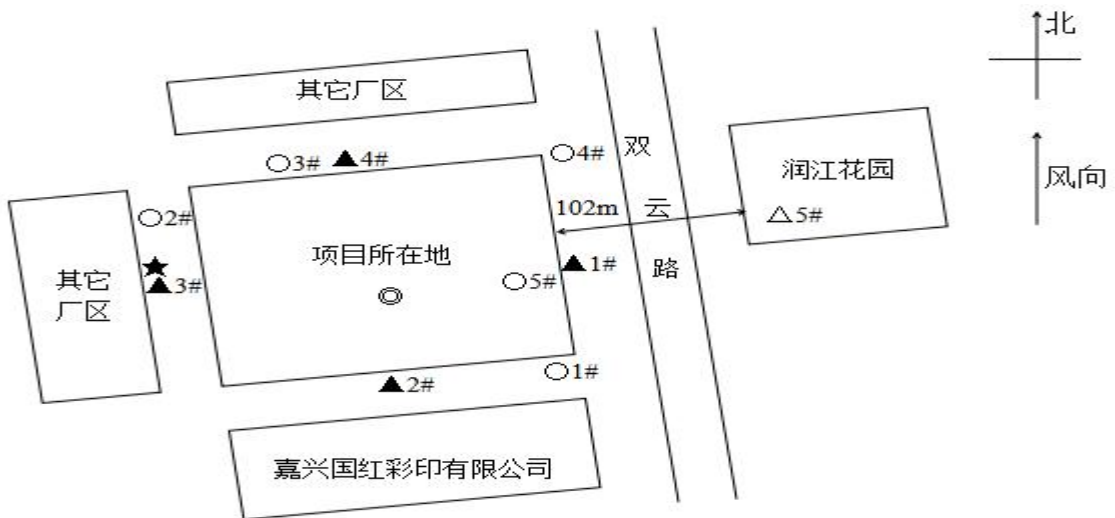 北
其它厂区
○3#
▲4#
○4#
双
云
路
润江花园
△5#
风向
102m
○2#
项目所在地
★
▲3#
◎
○5#
▲1#
其它
厂区
▲2#
○1#
嘉兴国红彩印有限公司